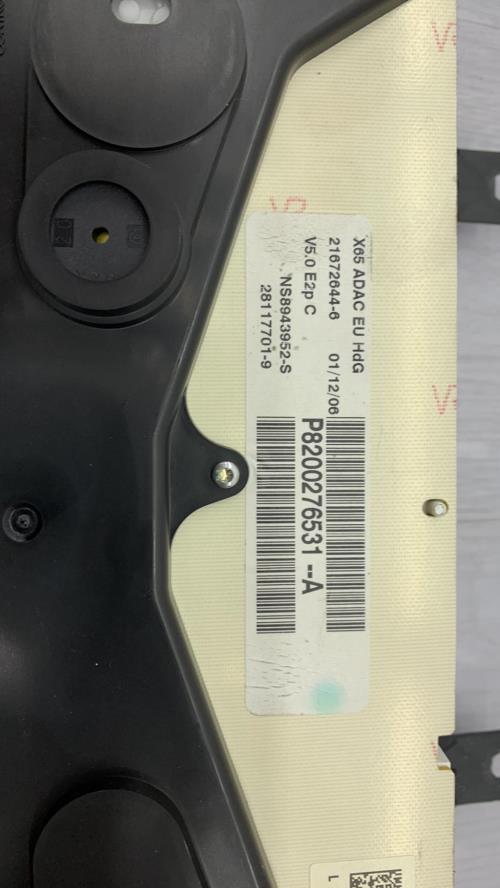 X65 ADAC EU HdG
21672644-6 01/12/06
V5.0 E2p C
P8200276531 --A
NS8943952-S
28117701-9
L